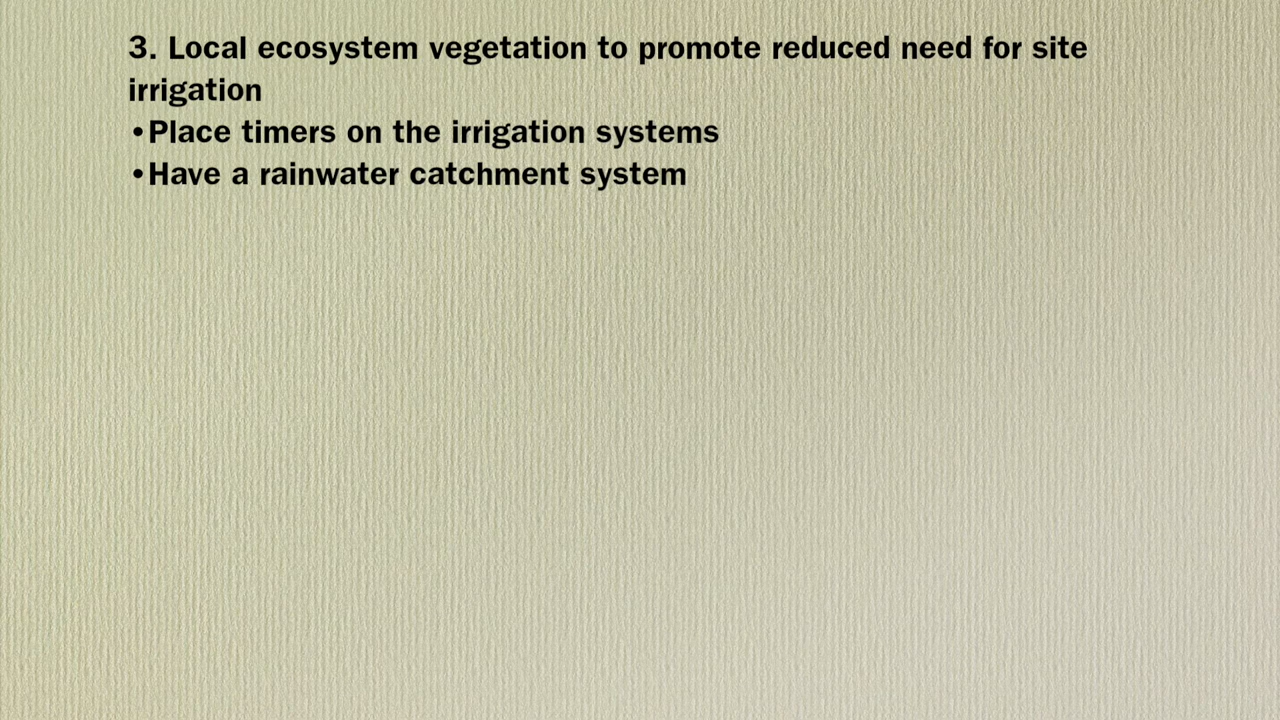 3. Local ecosystem vegetation to promote reduced need for site
irrigation
•Place timers on the irrigation systems
•Have a rainwater catchment system